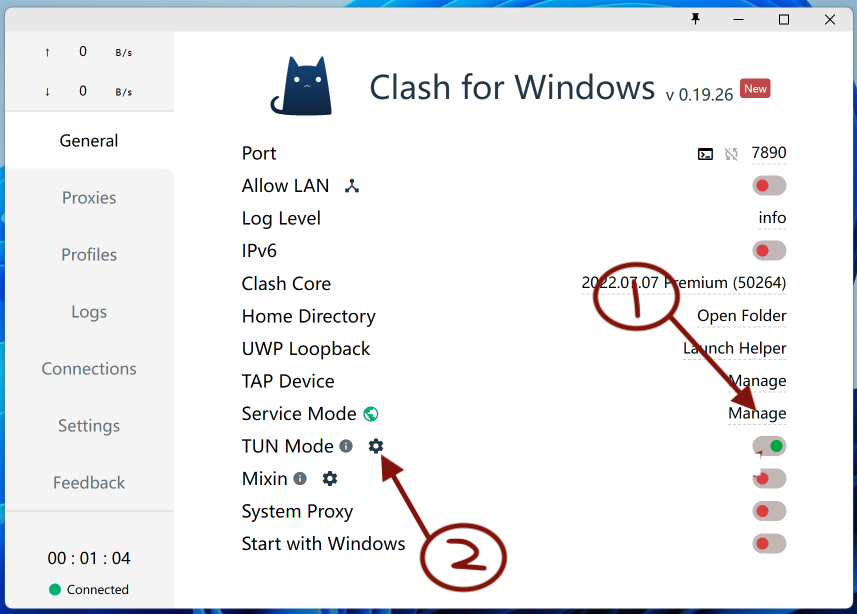 ↑ 0 B/s
↓ 0 B/s
General
Proxies
Profiles
Logs
Connections
Settings
Feedback
00 : 01 : 04
Connected
Clash for Windows v 0.19.26 New
Port 7890
Allow LAN
Log Level info
IPv6
Clash Core 2022.07.07 Premium (50264)
Home Directory Open Folder
UWP Loopback Launch Helper
TAP Device Manage
Service Mode Manage
TUN Mode
Mixin
System Proxy
Start with Windows
1
2